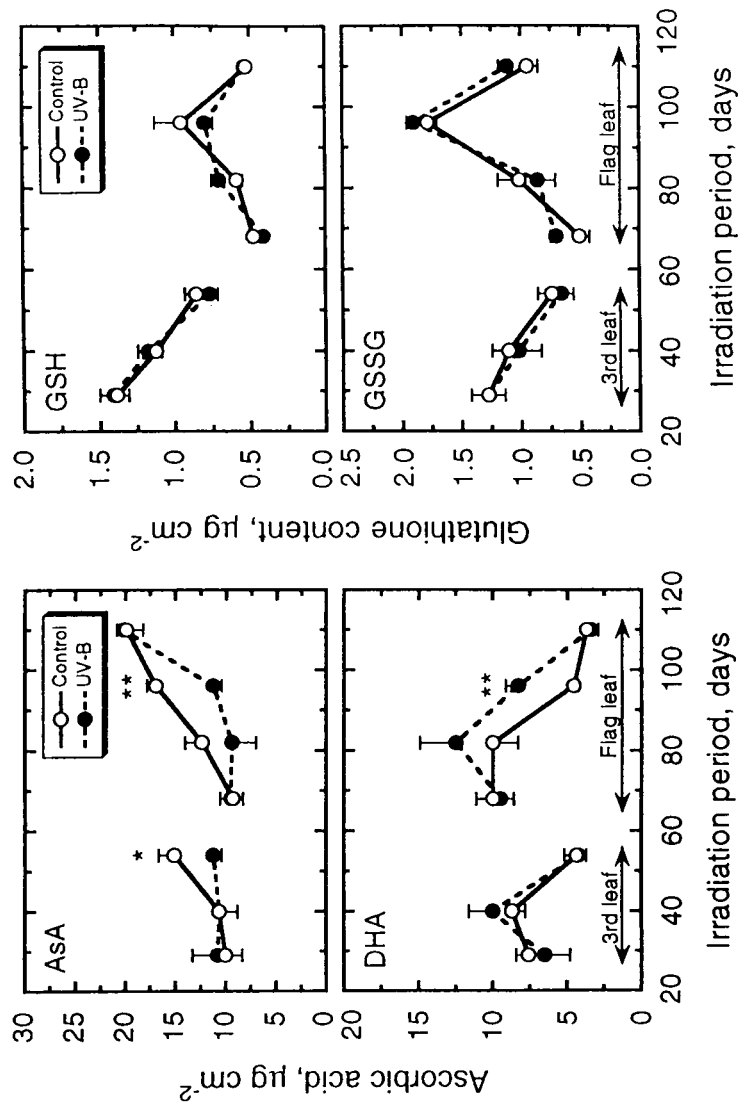 Ascorbic acid, µg cm-2
30
25
20
15
10
5
0
AsA
Control
UV-B
*
**
20
15
10
5
0
DHA
**
3rd leaf
Flag leaf
20 40 60 80 100 120
Irradiation period, days
Glutathione content, µg cm-2
2.0
1.5
1.0
0.5
0.0
GSH
Control
UV-B
2.5
2.0
1.5
1.0
0.5
0.0
GSSG
3rd leaf
Flag leaf
20 40 60 80 100 120
Irradiation period, days